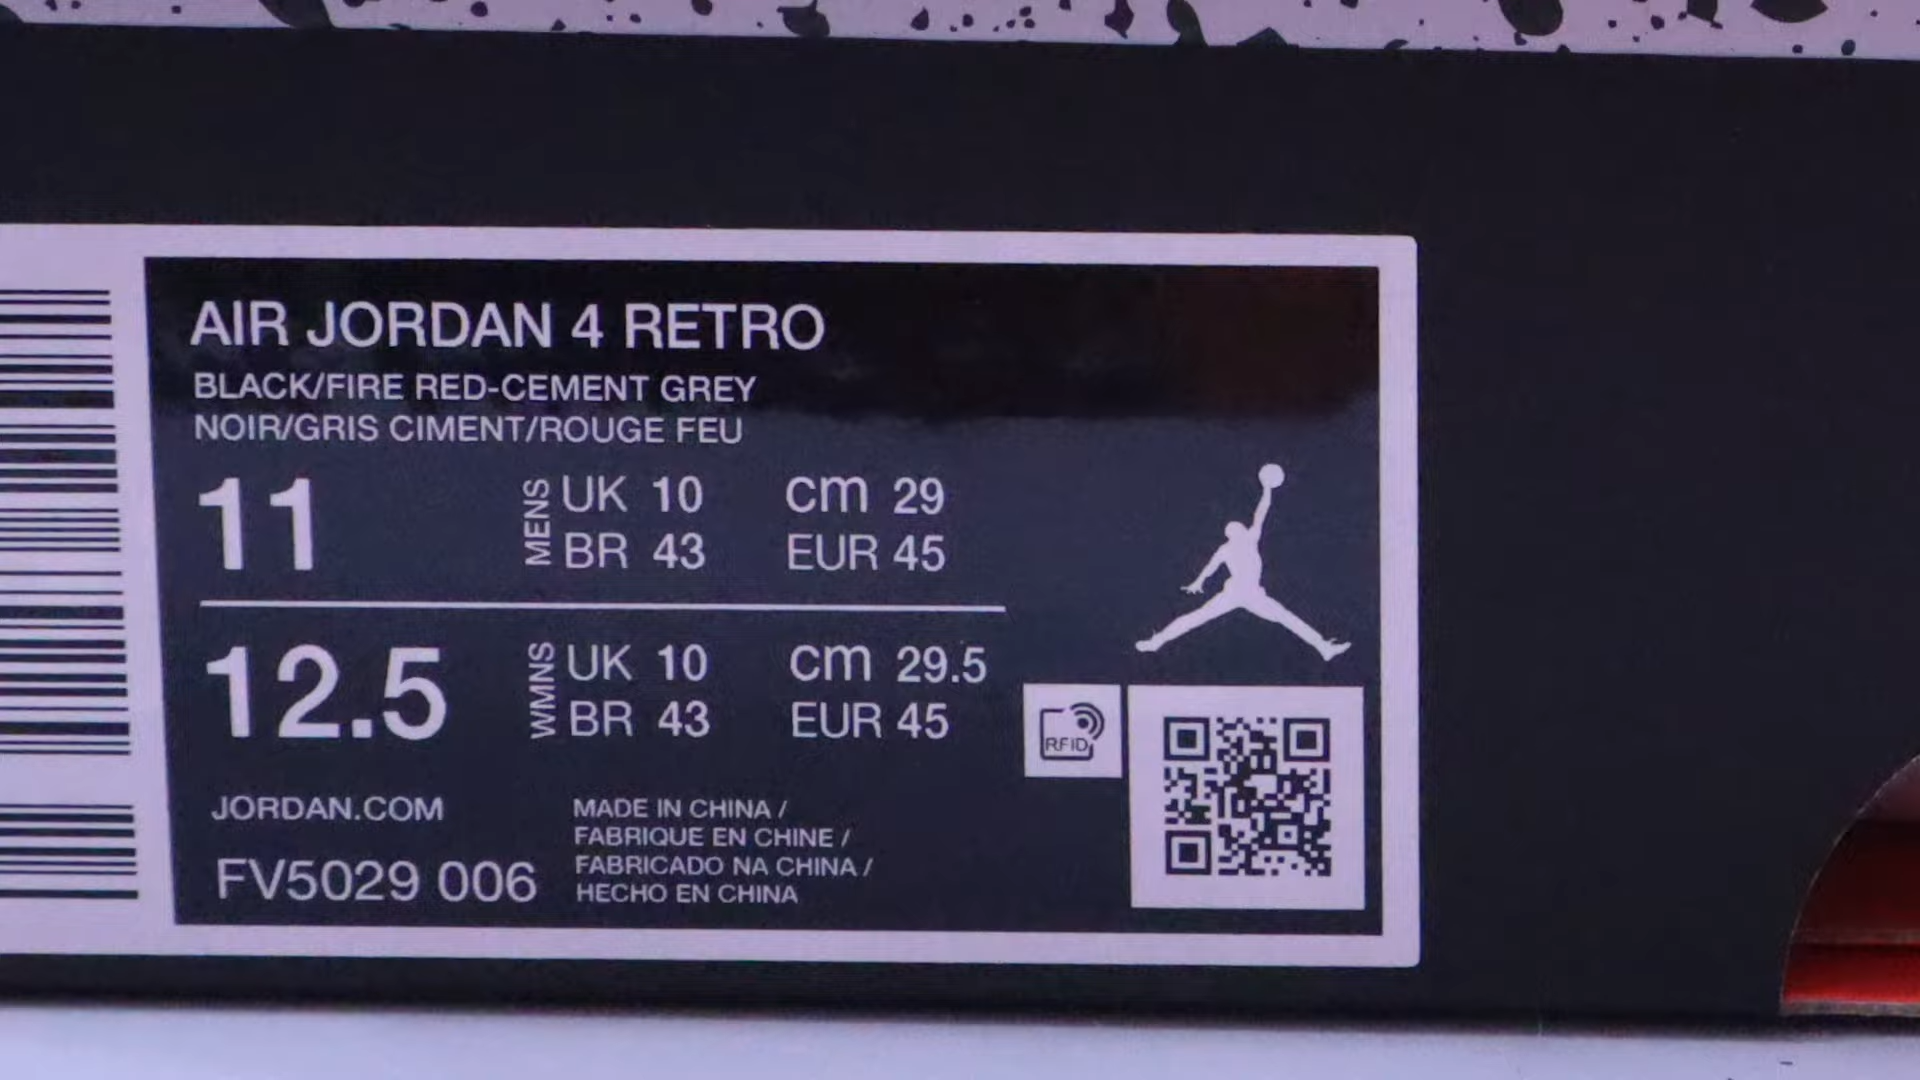 AIR JORDAN 4 RETRO
BLACK/FIRE RED-CEMENT GREY
NOIR/GRIS CIMENT/ROUGE FEU
11 MENS UK 10 cm 29
BR 43 EUR 45
12.5 WMNS UK 10 cm 29.5
BR 43 EUR 45
RFID
JORDAN.COM
FV5029 006
MADE IN CHINA /
FABRIQUE EN CHINE /
FABRICADO NA CHINA /
HECHO EN CHINA